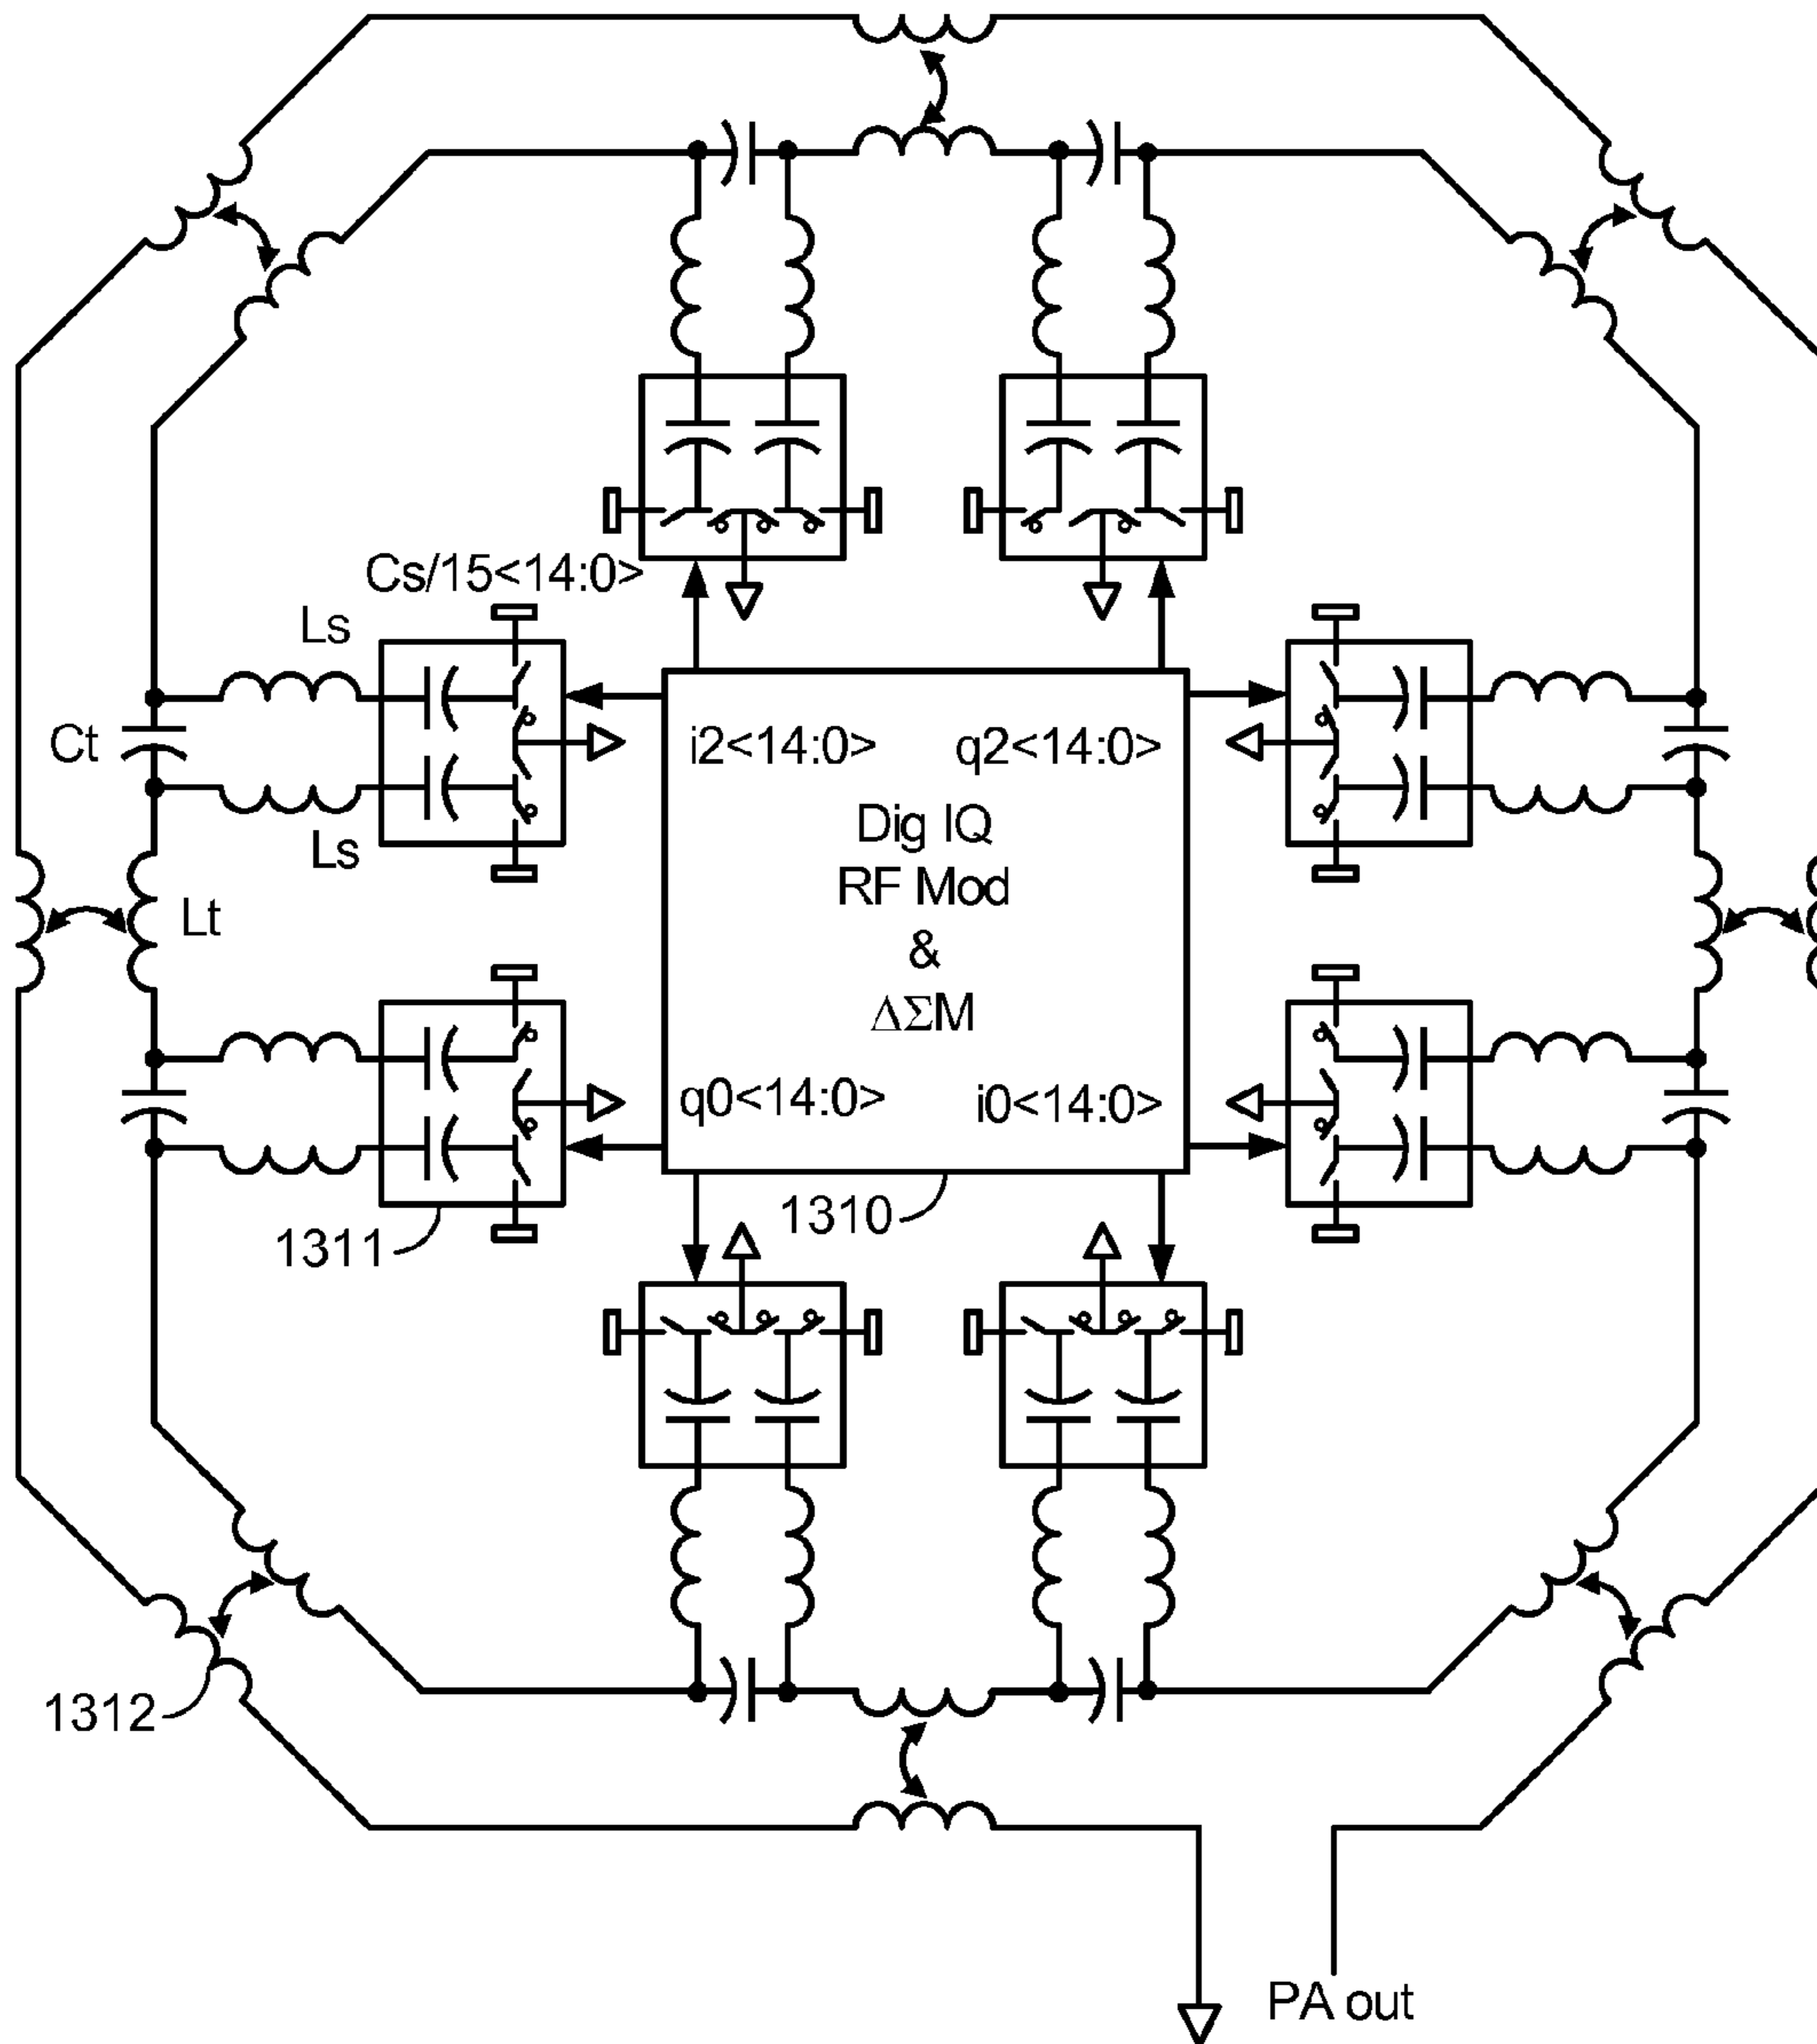 Cs/15<14:0>
Ls
Ct
i2<14:0>
q2<14:0>
Dig IQ
RF Mod
&
ΔΣM
Ls
Lt
q0<14:0>
i0<14:0>
1311
1310
1312
PA out